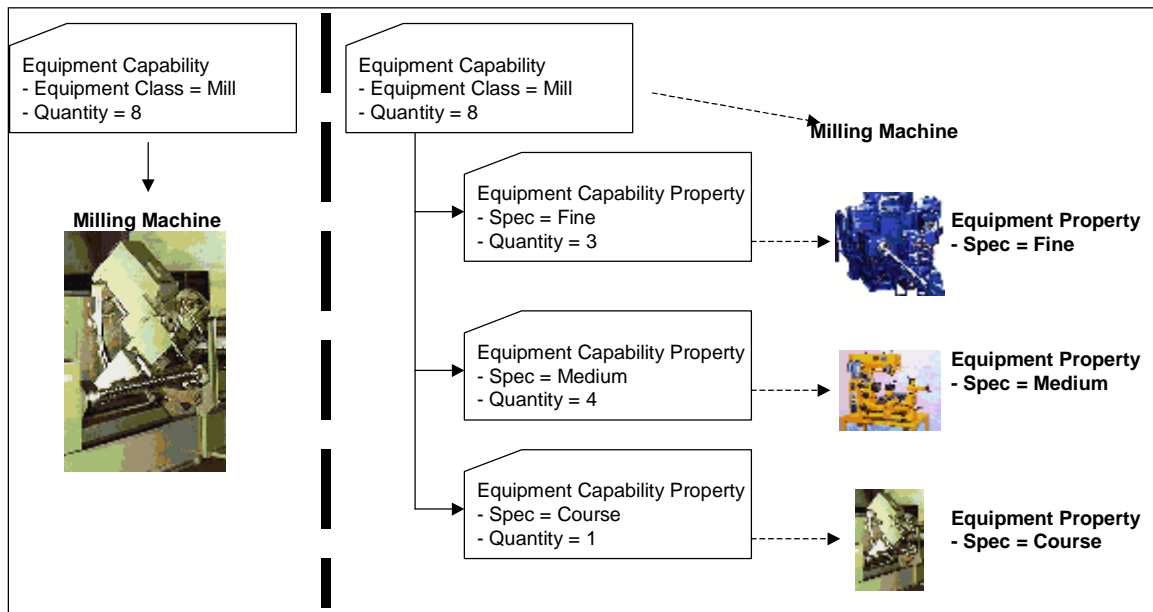 Equipment Capability
- Equipment Class = Mill
- Quantity = 8
Milling Machine
Equipment Capability
- Equipment Class = Mill
- Quantity = 8
Milling Machine
Equipment Capability Property
- Spec = Fine
- Quantity = 3
Equipment Property
- Spec = Fine
Equipment Capability Property
- Spec = Medium
- Quantity = 4
Equipment Property
- Spec = Medium
Equipment Capability Property
- Spec = Course
- Quantity = 1
Equipment Property
- Spec = Course